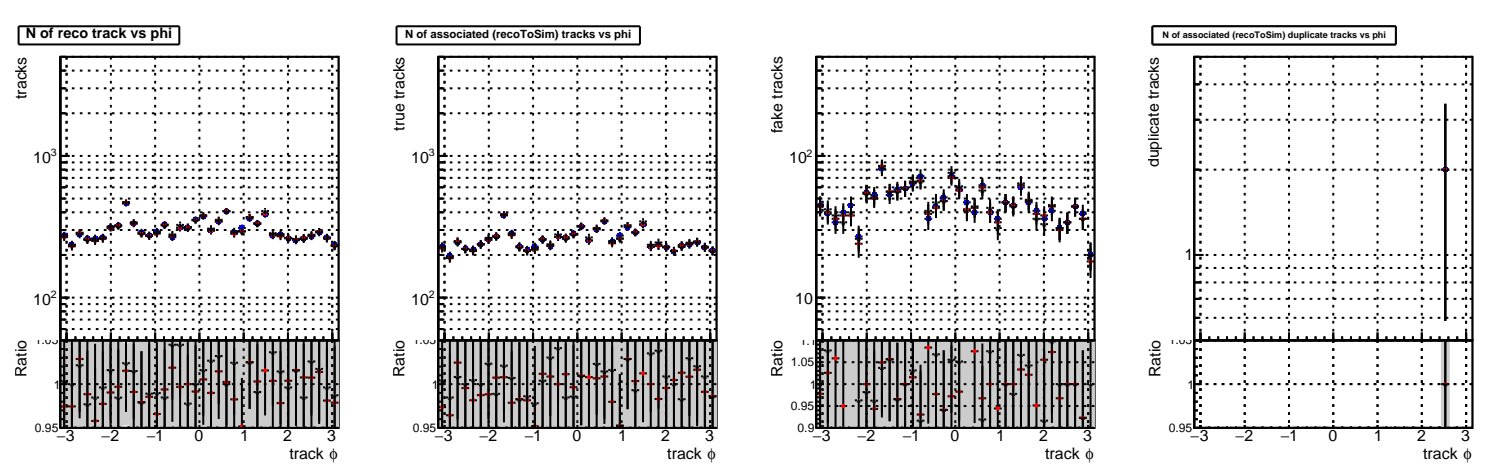 N of reco track vs phi
tracks
10³
10²
Ratio
1
0.95
−3 −2 −1 0 1 2 3
track ϕ
N of associated (recoToSim) tracks vs phi
true tracks
10³
10²
Ratio
1
0.95
−3 −2 −1 0 1 2 3
track ϕ
fake tracks
10²
10
Ratio
1.05
1
0.95
0.9
−3 −2 −1 0 1 2 3
track ϕ
N of associated (recoToSim) duplicate tracks vs phi
duplicate tracks
1
Ratio
1
0.95
−3 −2 −1 0 1 2 3
track ϕ